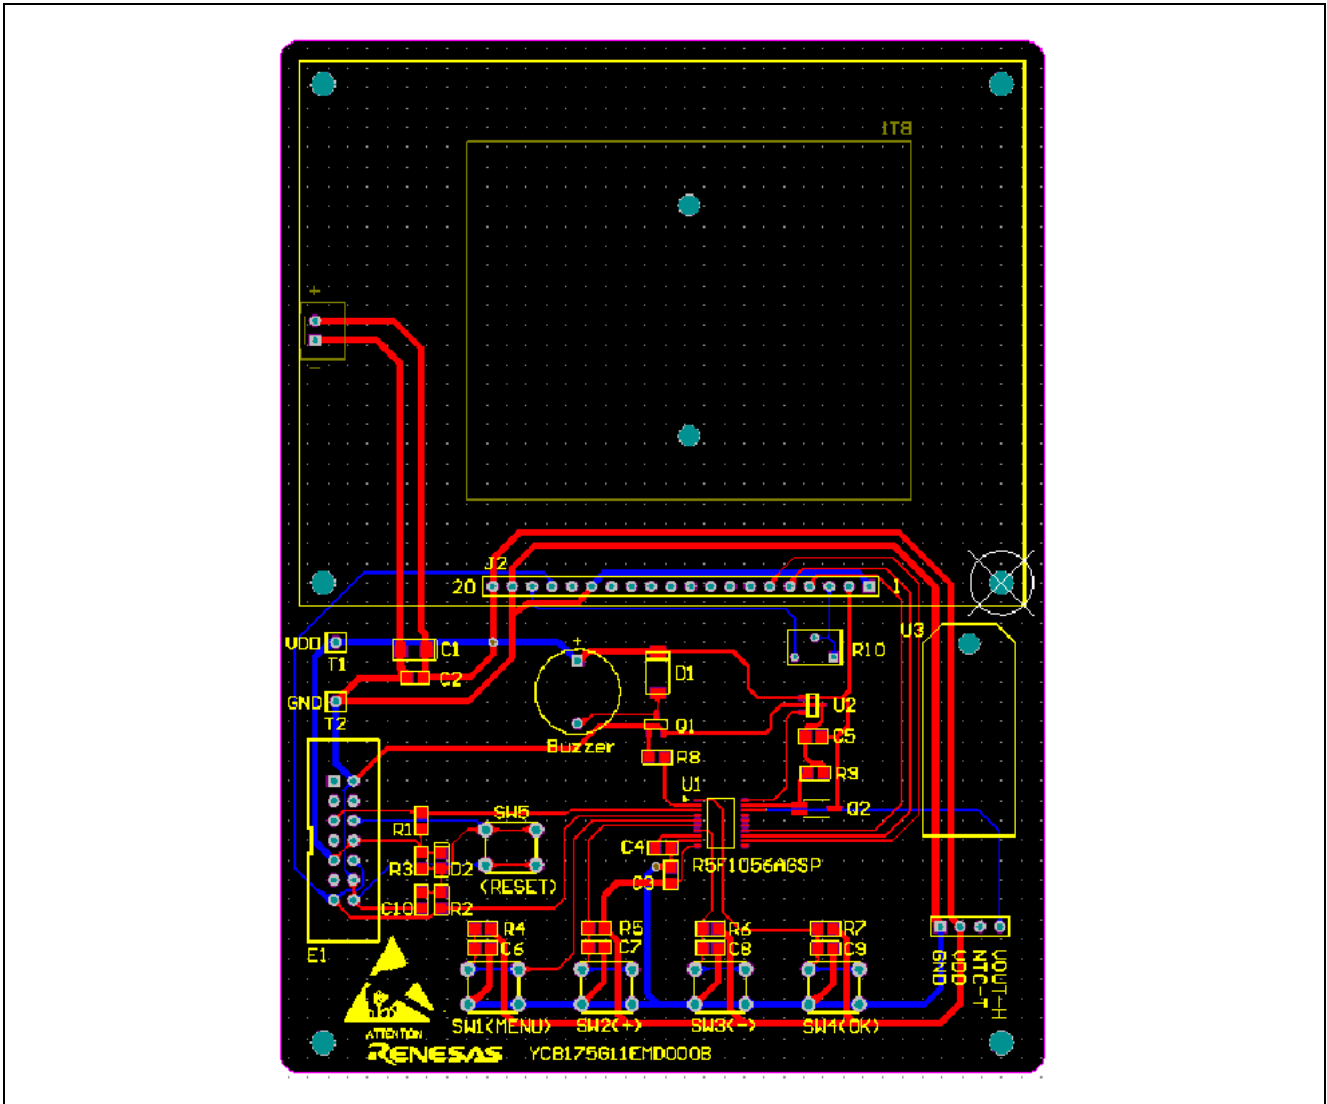 BT1
+
-
J2
20
1
VDD
T1
C1
C2
GND
T2
+
Buzzer
D1
Q1
R8
R10
U3
U2
C5
R9
Q2
U1
R5F1056AGSP
C4
C3
SW5
(RESET)
R1
R3
D2
C10
R2
E1
R4
C6
R5
C7
R6
C8
R7
C9
GND
VDD
NTC-T
VOUT-H
SW1(MENU)
SW2(+)
SW3(-)
SW4(OK)
ATTENTION
RENESAS
YCB175G11EMD000B